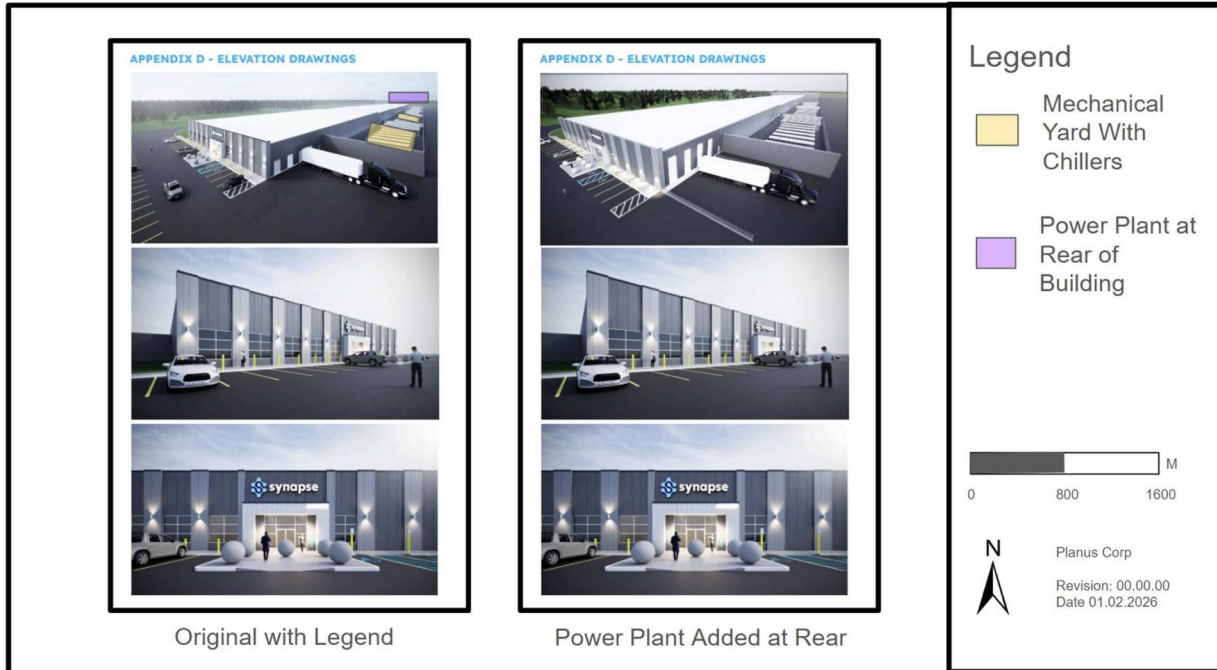 APPENDIX D - ELEVATION DRAWINGS
synapse
Original with Legend
APPENDIX D - ELEVATION DRAWINGS
synapse
Power Plant Added at Rear
Legend
Mechanical
Yard With
Chillers
Power Plant at
Rear of
Building
M
0 800 1600
N
Planus Corp
Revision: 00.00.00
Date 01.02.2026